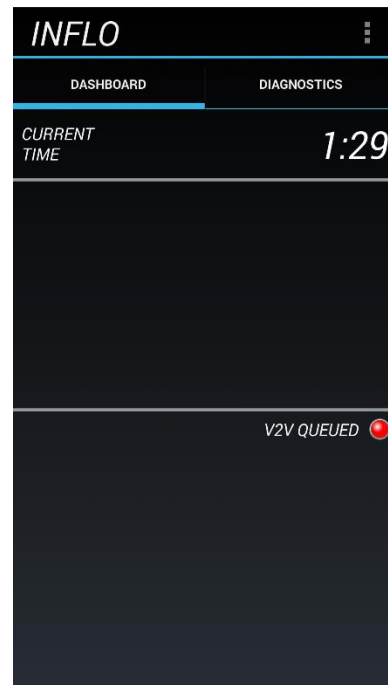 INFLO
DASHBOARD DIAGNOSTICS
CURRENT
TIME
1:29
V2V QUEUED